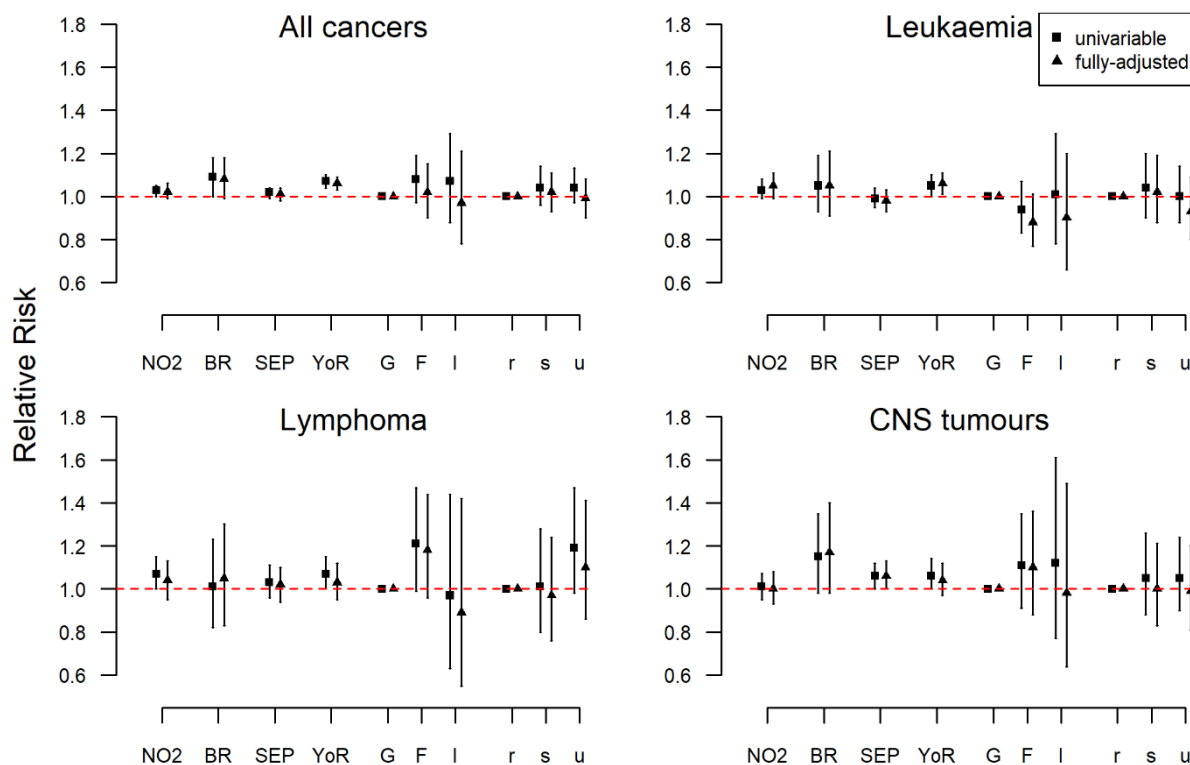 All cancers
1.8
1.6
1.4
1.2
1.0
0.8
0.6
NO2 BR SEP YoR G F I r s u
Leukaemia
univariable
fully-adjusted
1.8
1.6
1.4
1.2
1.0
0.8
0.6
NO2 BR SEP YoR G F I r s u
Relative Risk
Lymphoma
1.8
1.6
1.4
1.2
1.0
0.8
0.6
NO2 BR SEP YoR G F I r s u
CNS tumours
1.8
1.6
1.4
1.2
1.0
0.8
0.6
NO2 BR SEP YoR G F I r s u